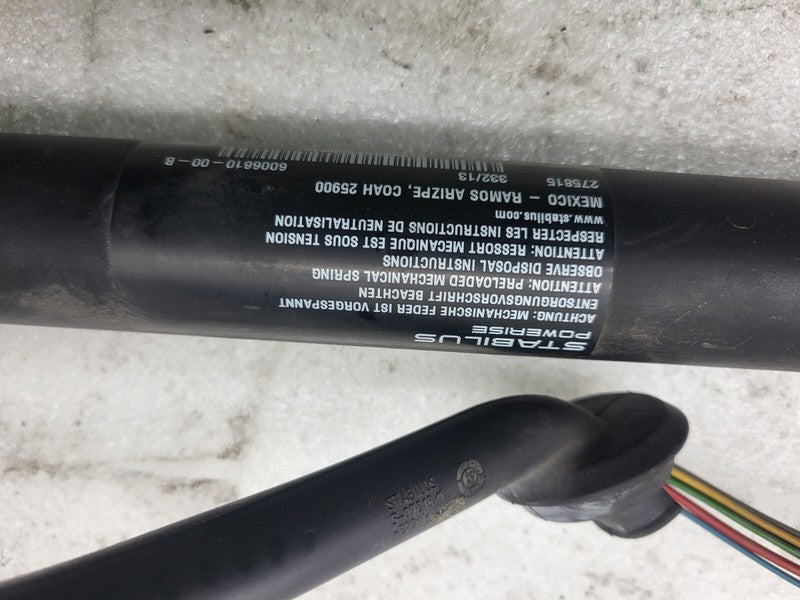 STABILUS
POWERISE
ACHTUNG: MECHANISCHE FEDER IST VORGESPANNT
ENTSORGUNGSVORSCHRIFT BEACHTEN
ATTENTION: PRELOADED MECHANICAL SPRING
OBSERVE DISPOSAL INSTRUCTIONS
ATTENTION: RESSORT MECANIQUE EST SOUS TENSION
RESPECTER LES INSTRUCTIONS DE NEUTRALISATION
www.stabilus.com
MEXICO - RAMOS ARIZPE, COAH 25900
275815
332/13
6006610-00-B
STABILUS